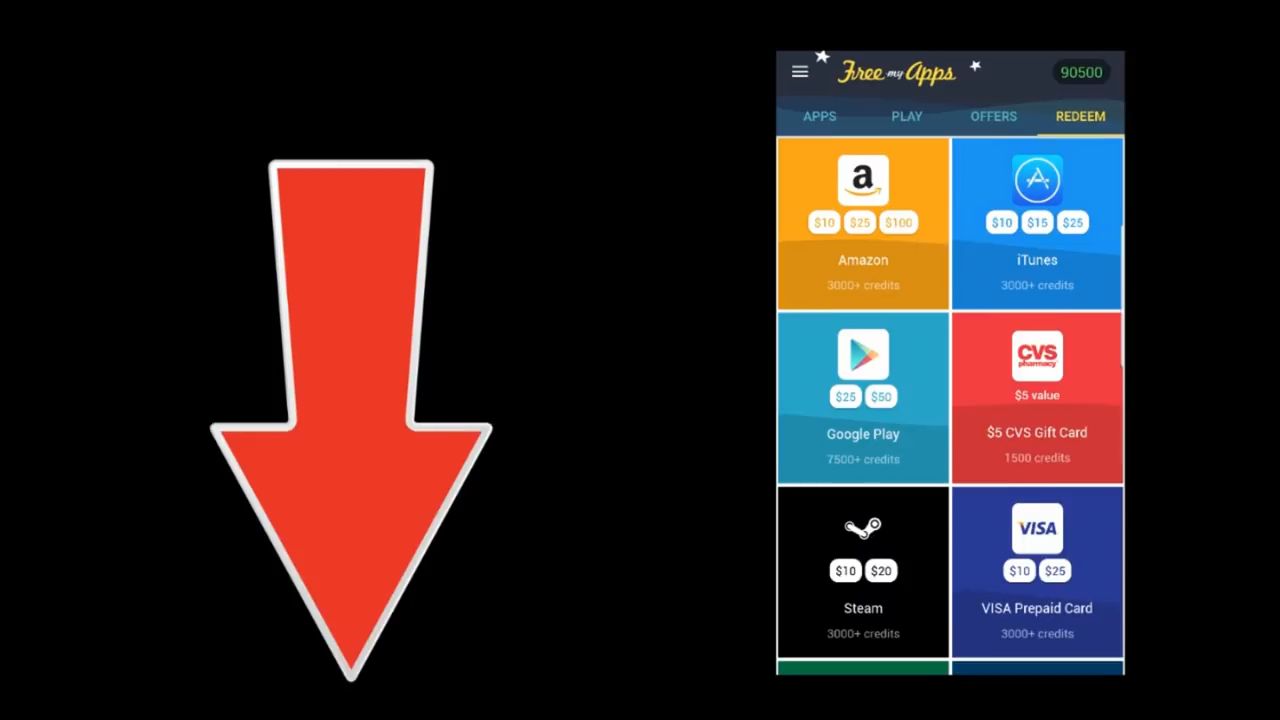 Free my Apps
90500
APPS PLAY OFFERS REDEEM
a
$10 $25 $100
Amazon
3000+ credits
$10 $15 $25
iTunes
3000+ credits
$25 $50
Google Play
7500+ credits
CVS
pharmacy
$5 value
$5 CVS Gift Card
1500 credits
$10 $20
Steam
3000+ credits
VISA
$10 $25
VISA Prepaid Card
3000+ credits